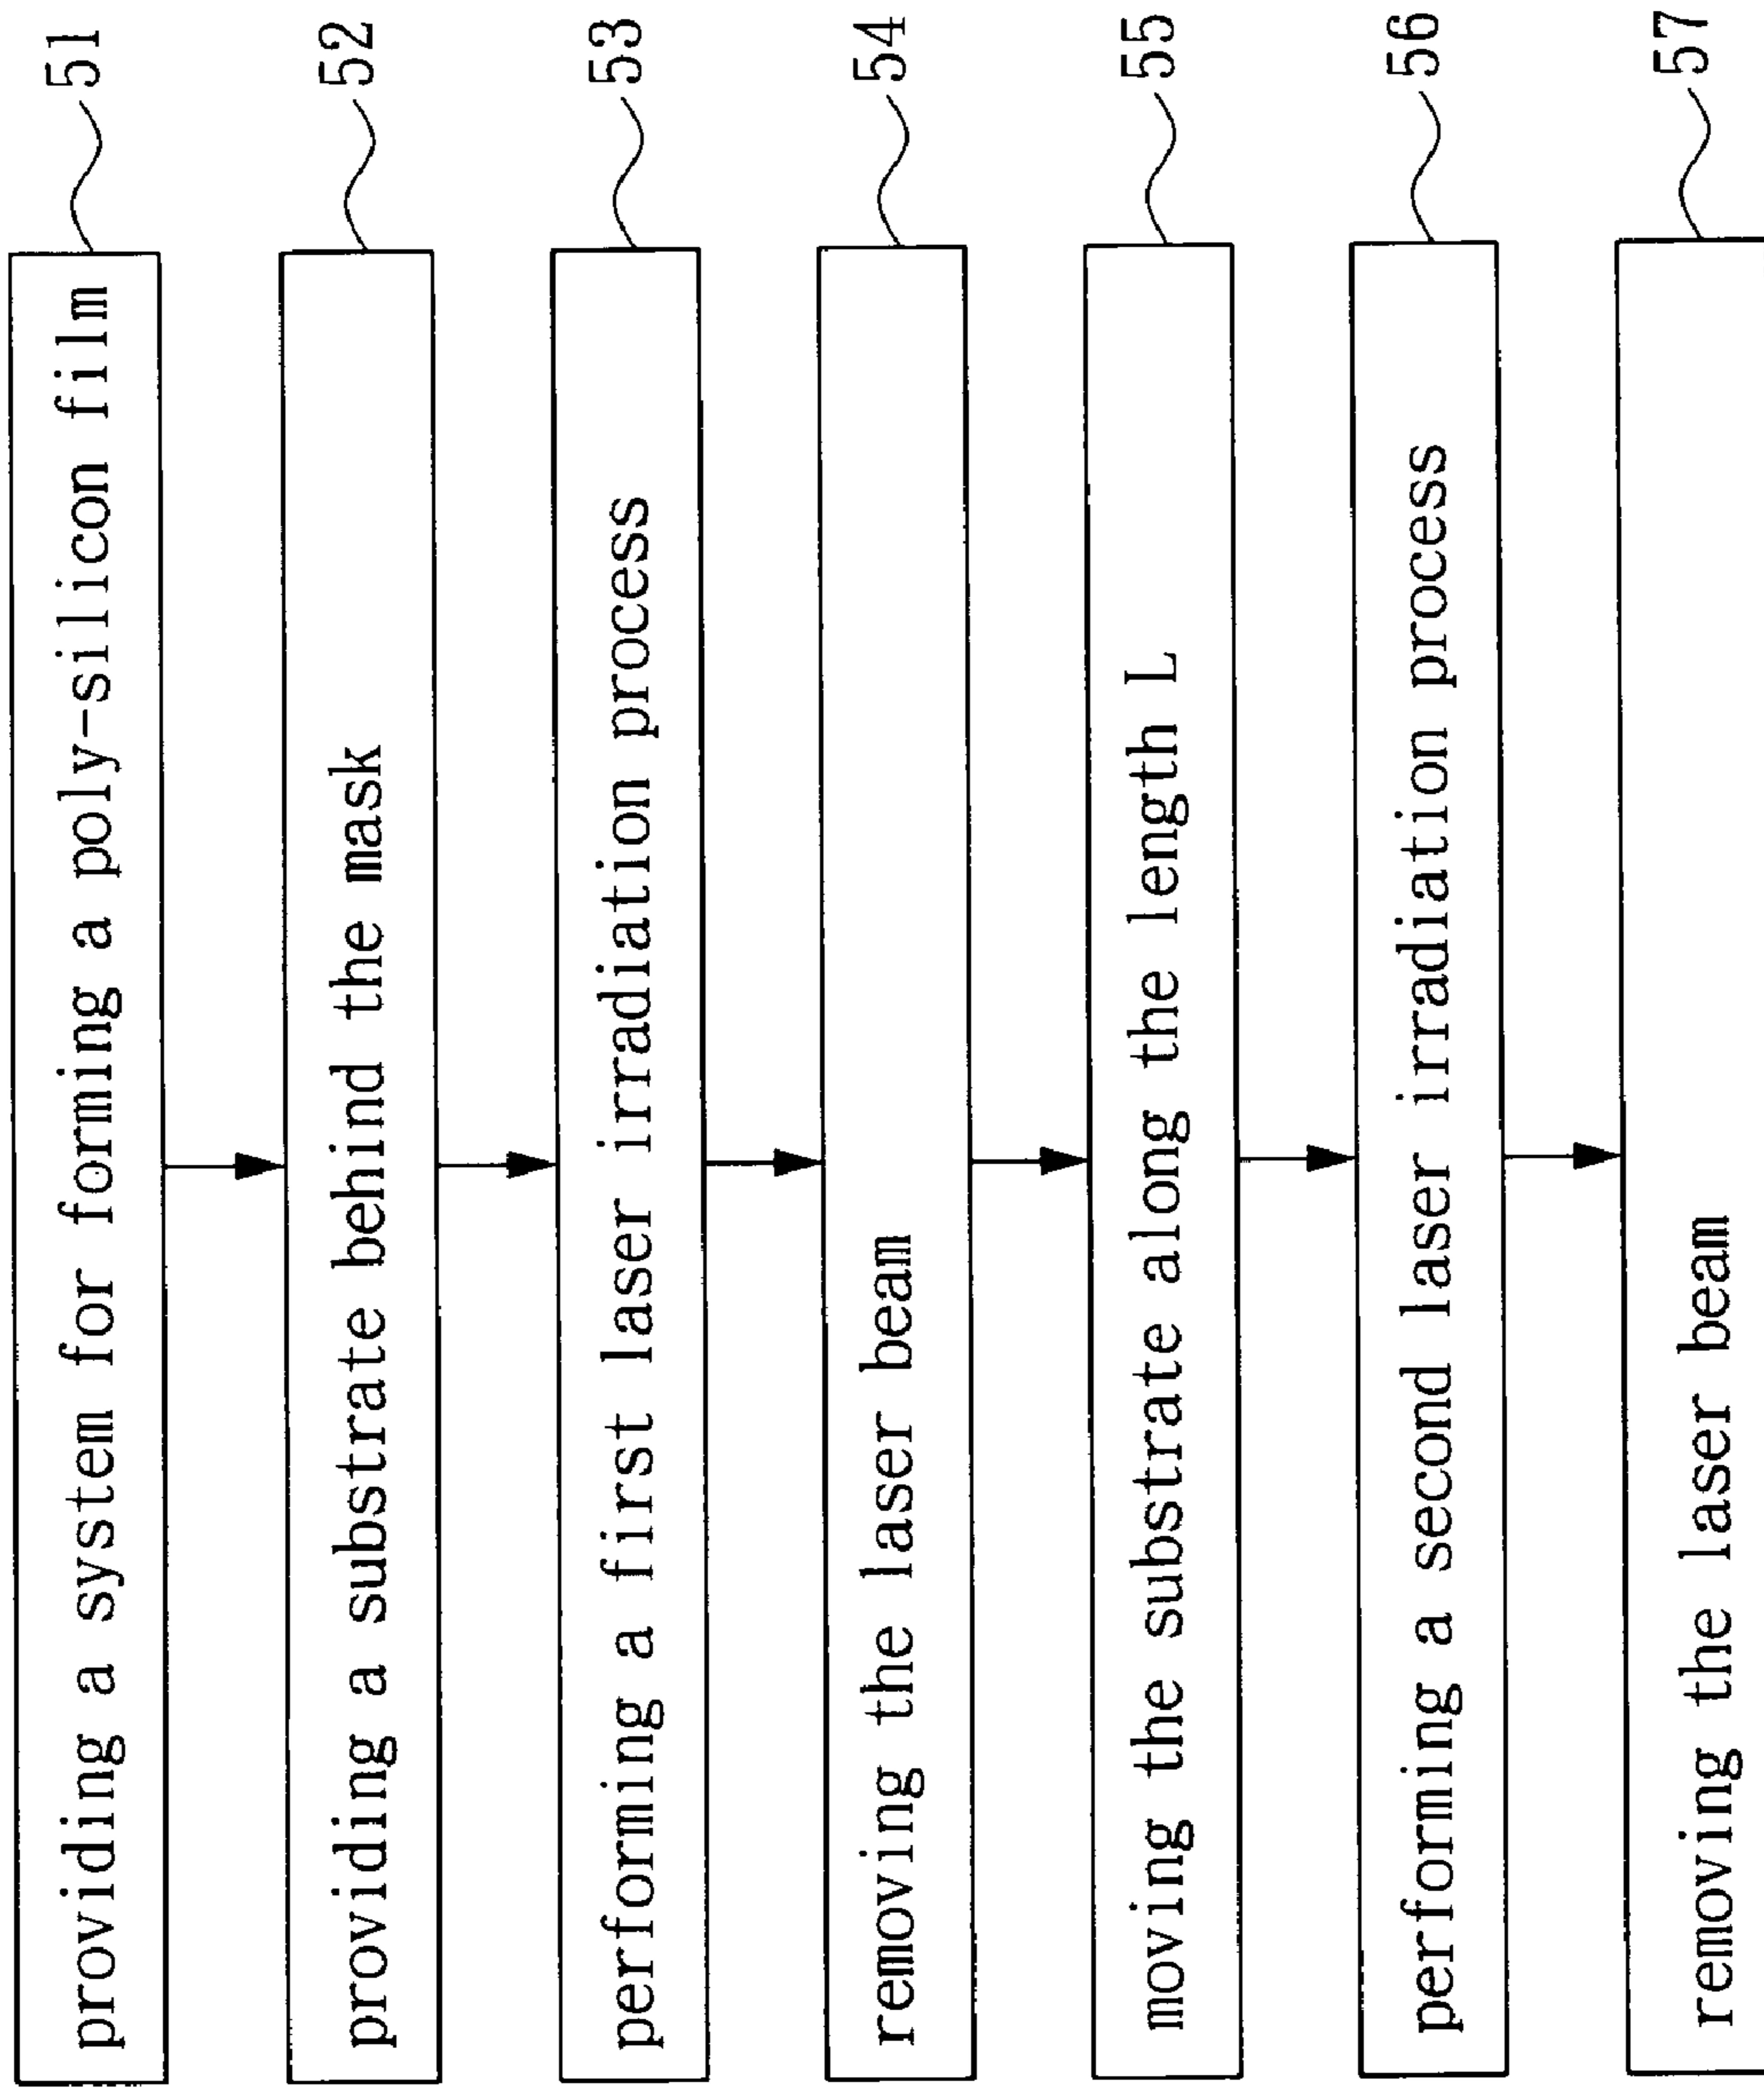 providing a system for forming a poly-silicon film 51
providing a substrate behind the mask 52
performing a first laser irradiation process 53
removing the laser beam 54
moving the substrate along the length L 55
performing a second laser irradiation process 56
removing the laser beam 57